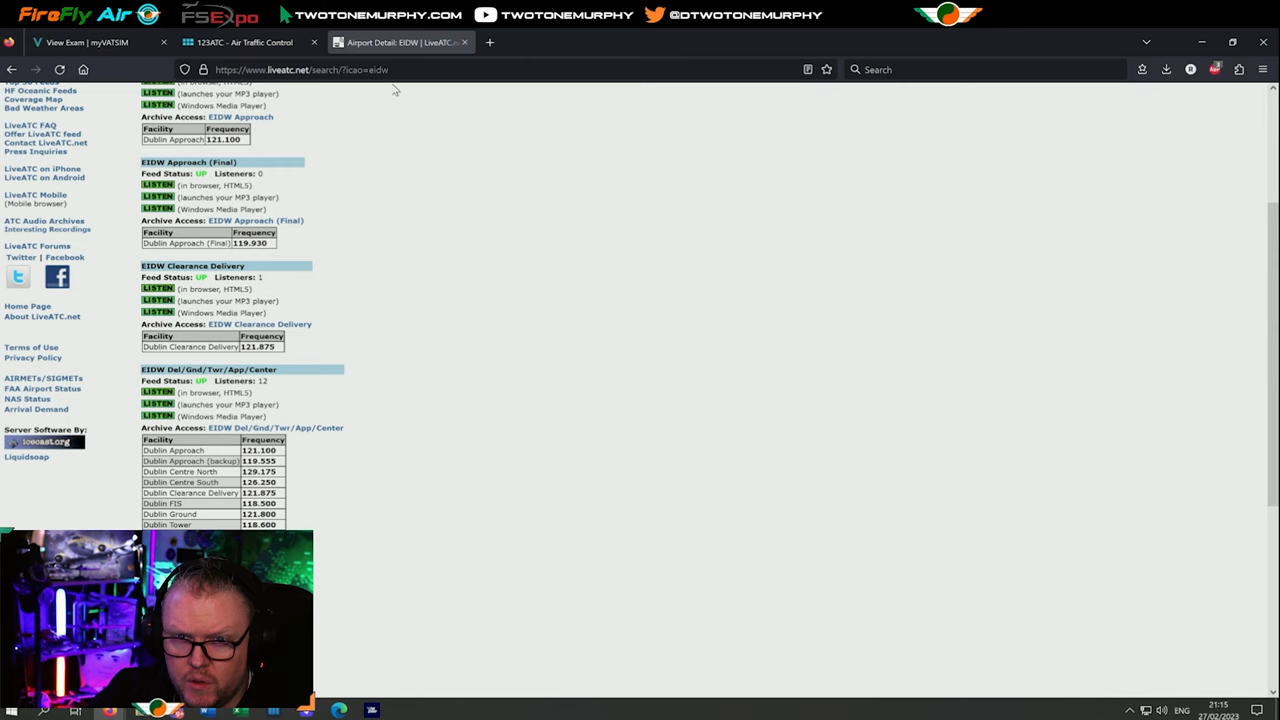 FireFly Air
FSExpo
TWOTONEMURPHY.COM
TWOTONEMURPHY
@DTWOTONEMURPHY
View Exam | myVATSIM
123ATC - Air Traffic Control
Airport Detail: EIDW | LiveATC.n
https://www.liveatc.net/search/?icao=eidw
Search
HF Oceanic Feeds
Coverage Map
Bad Weather Areas
LiveATC FAQ
Offer LiveATC feed
Contact LiveATC.net
Press Inquiries
LiveATC on iPhone
LiveATC on Android
LiveATC Mobile
(Mobile browser)
ATC Audio Archives
Interesting Recordings
LiveATC Forums
Twitter | Facebook
Home Page
About LiveATC.net
Terms of Use
Privacy Policy
AIRMETs/SIGMETs
FAA Airport Status
NAS Status
Arrival Demand
Server Software By:
icecast.org
Liquidsoap
LISTEN (launches your MP3 player)
LISTEN (Windows Media Player)
Archive Access: EIDW Approach
Facility Frequency
Dublin Approach 121.100
EIDW Approach (Final)
Feed Status: UP Listeners: 0
LISTEN (in browser, HTML5)
LISTEN (launches your MP3 player)
LISTEN (Windows Media Player)
Archive Access: EIDW Approach (Final)
Facility Frequency
Dublin Approach (Final) 119.930
EIDW Clearance Delivery
Feed Status: UP Listeners: 1
LISTEN (in browser, HTML5)
LISTEN (launches your MP3 player)
LISTEN (Windows Media Player)
Archive Access: EIDW Clearance Delivery
Facility Frequency
Dublin Clearance Delivery 121.875
EIDW Del/Gnd/Twr/App/Center
Feed Status: UP Listeners: 12
LISTEN (in browser, HTML5)
LISTEN (launches your MP3 player)
LISTEN (Windows Media Player)
Archive Access: EIDW Del/Gnd/Twr/App/Center
Facility Frequency
Dublin Approach 121.100
Dublin Approach (backup) 119.555
Dublin Centre North 129.175
Dublin Centre South 126.250
Dublin Clearance Delivery 121.875
Dublin FIS 118.500
Dublin Ground 121.800
Dublin Tower 118.600
ENG
21:15
27/02/2023